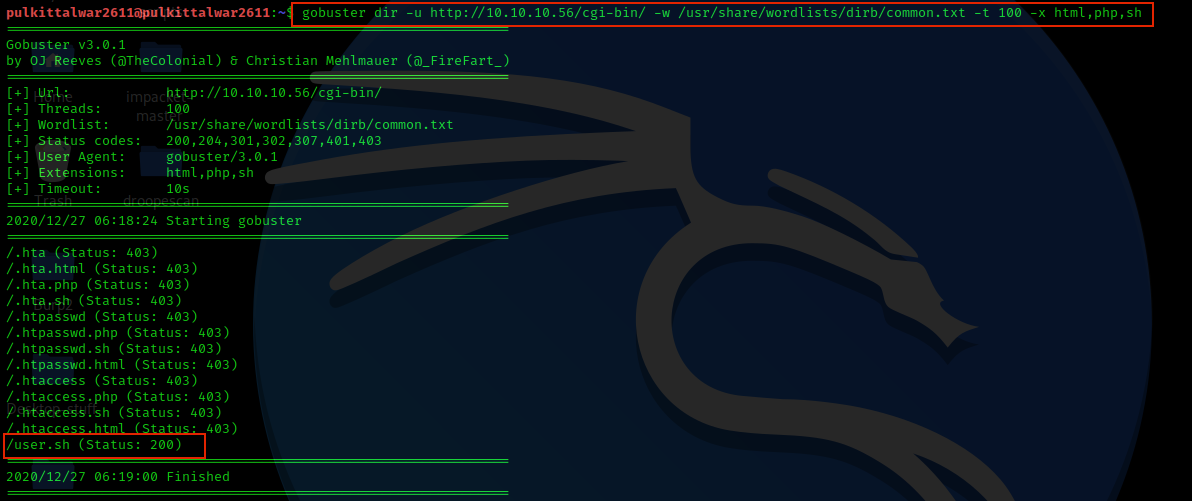 pulkittalwar2611@pulkittalwar2611:~$ gobuster dir -u http://10.10.10.56/cgi-bin/ -w /usr/share/wordlists/dirb/common.txt -t 100 -x html,php,sh
===============================================================
Gobuster v3.0.1
by OJ Reeves (@TheColonial) & Christian Mehlmauer (@_FireFart_)
===============================================================
[+] Url:            http://10.10.10.56/cgi-bin/
[+] Threads:        100
[+] Wordlist:       /usr/share/wordlists/dirb/common.txt
[+] Status codes:   200,204,301,302,307,401,403
[+] User Agent:     gobuster/3.0.1
[+] Extensions:     html,php,sh
[+] Timeout:        10s
===============================================================
2020/12/27 06:18:24 Starting gobuster
===============================================================
/.hta (Status: 403)
/.hta.html (Status: 403)
/.hta.php (Status: 403)
/.hta.sh (Status: 403)
/.htpasswd (Status: 403)
/.htpasswd.php (Status: 403)
/.htpasswd.sh (Status: 403)
/.htpasswd.html (Status: 403)
/.htaccess (Status: 403)
/.htaccess.php (Status: 403)
/.htaccess.sh (Status: 403)
/.htaccess.html (Status: 403)
/user.sh (Status: 200)
===============================================================
2020/12/27 06:19:00 Finished
===============================================================
Home
impacket-
master
Trash
droopescan